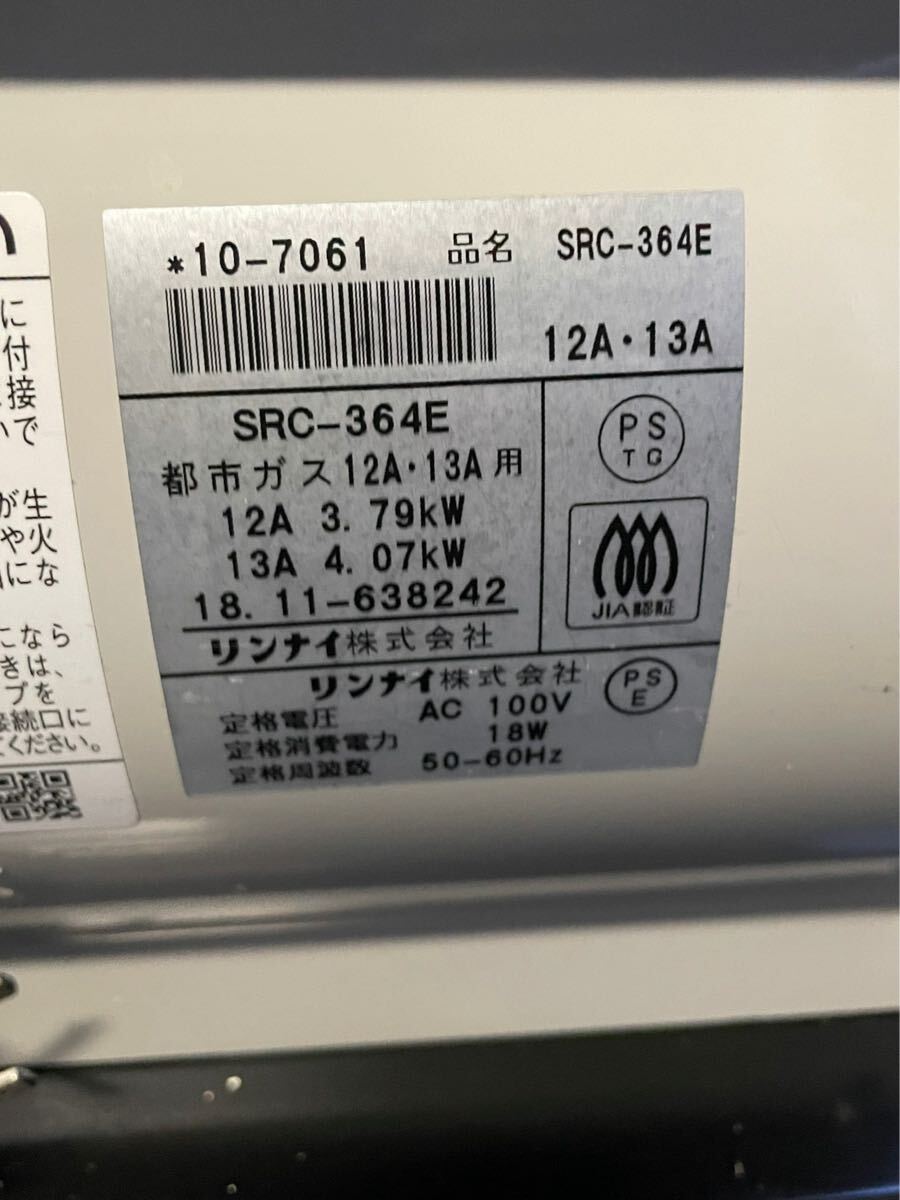 *10-7061 品名 SRC-364E
12A・13A
SRC-364E
都市ガス12A・13A用
12A 3.79kW
13A 4.07kW
18.11-638242
リンナイ株式会社
PS
TG
JIA認証
リンナイ株式会社
定格電圧 AC 100V
定格消費電力 18W
定格周波数 50-60Hz
PS
E
に
付
接
いで
が生
や火
にな
になら
きは、
プを
接続口に
ください。